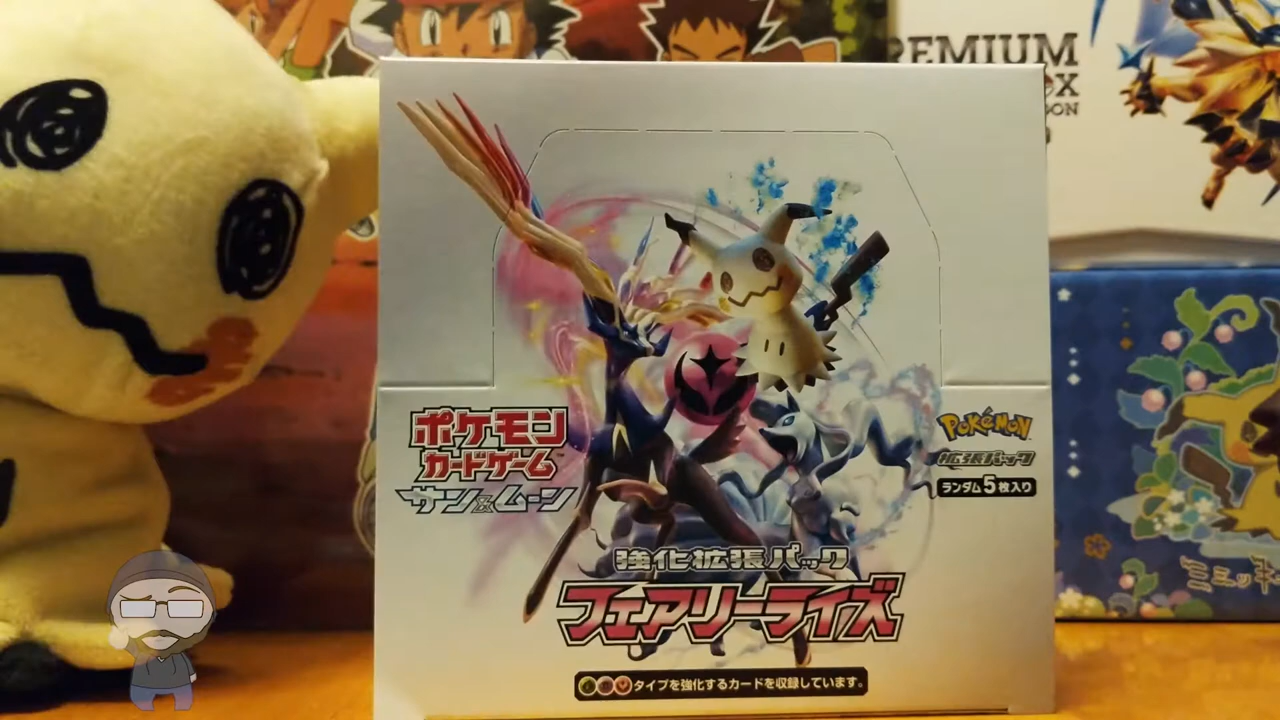 PREMIUM
ポケモン
カードゲーム
サン&ムーン
Pokémon
拡張パック
ランダム5枚入り
強化拡張パック
フェアリーライズ
タイプを強化するカードを収録しています。
ミミッキ